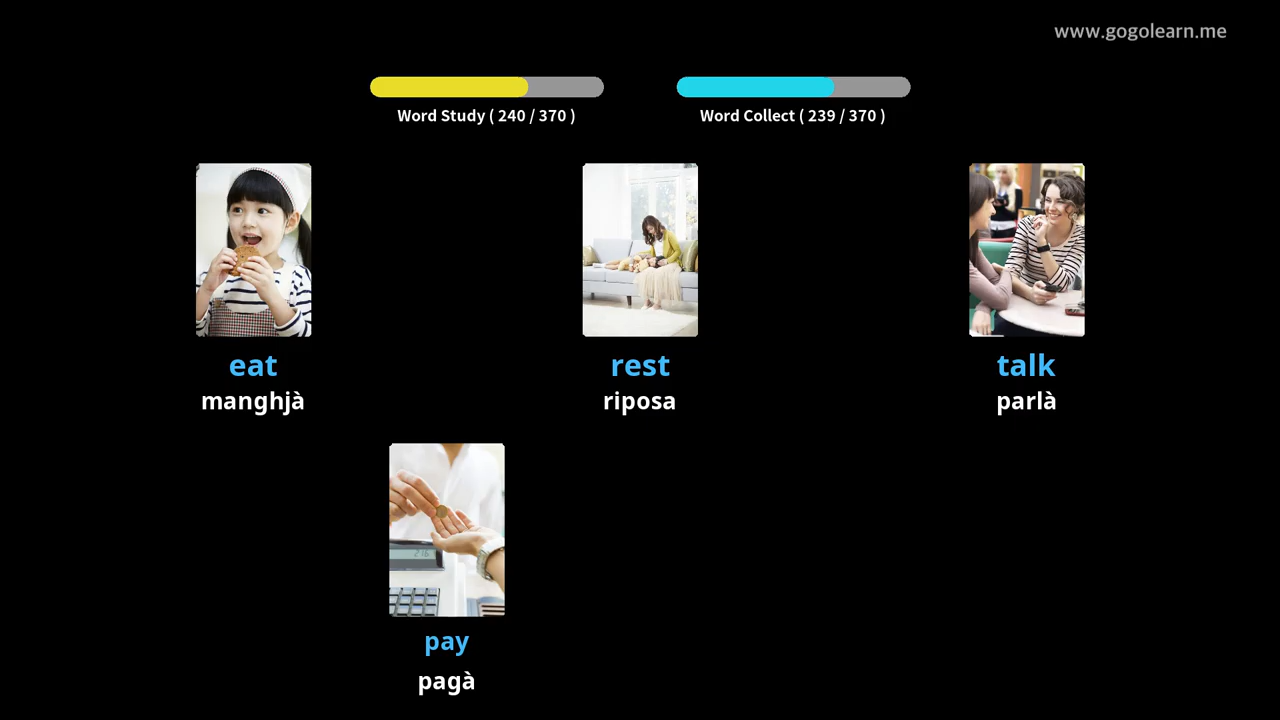 www.gogolearn.me
Word Study ( 240 / 370 )
Word Collect ( 239 / 370 )
eat
manghjà
rest
riposa
talk
parlà
pay
pagà